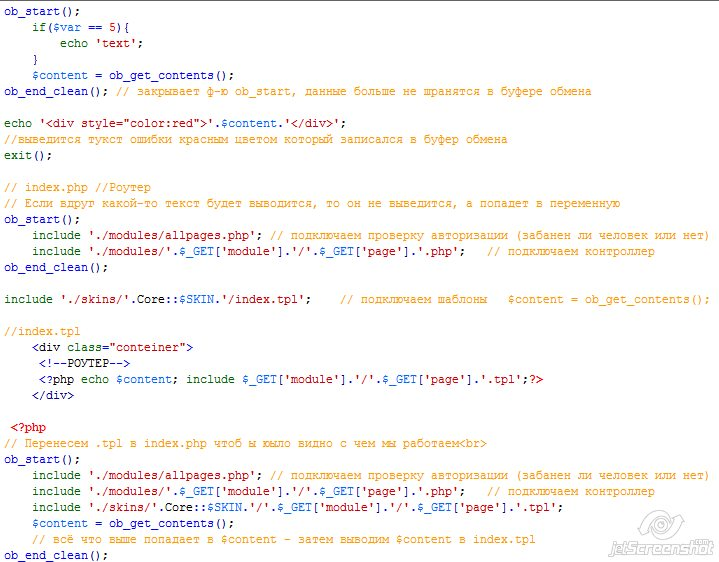 ob_start();
if($var == 5){
echo 'text';
}
$content = ob_get_contents();
ob_end_clean(); // закрывает ф-ю ob_start, данные больше не шранятся в буфере обмена
echo '<div style="color:red">'.$content.'</div>';
//выведится тукст ошибки красным цветом который записался в буфер обмена
exit();
// index.php //Роутер
// Если вдруг какой-то текст будет выводится, то он не выведится, а попадет в переменную
ob_start();
include './modules/allpages.php'; // подключаем проверку авторизации (забанен ли человек или нет)
include './modules/'.$_GET['module'].'/'.$_GET['page'].'.php'; // подключаем контроллер
ob_end_clean();
include './skins/'.Core::$SKIN.'/index.tpl'; // подключаем шаблоны $content = ob_get_contents();
//index.tpl
<div class="conteiner">
<!--РОУТЕР-->
<?php echo $content; include $_GET['module'].'/'.$_GET['page'].'.tpl';?>
</div>
<?php
// Перенесем .tpl в index.php чтоб ы юыло видно с чем мы работаем<br>
ob_start();
include './modules/allpages.php'; // подключаем проверку авторизации (забанен ли человек или нет)
include './modules/'.$_GET['module'].'/'.$_GET['page'].'.php'; // подключаем контроллер
include './skins/'.Core::$SKIN.'/'.$_GET['module'].'/'.$_GET['page'].'.tpl';
$content = ob_get_contents();
// всё что выше попадает в $content - затем выводим $content в index.tpl
ob_end_clean();
jetScreenshot.com